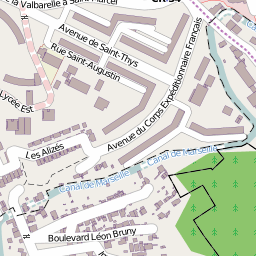 la Valbarelle à Saint-Marcel
Avenue de Saint-Thys
Rue Saint-Augustin
Lycée Est
Avenue du Corps Expéditionnaire Français
Les Alizés
Canal de Marseille
Canal de Marseille
Boulevard Léon Bruny